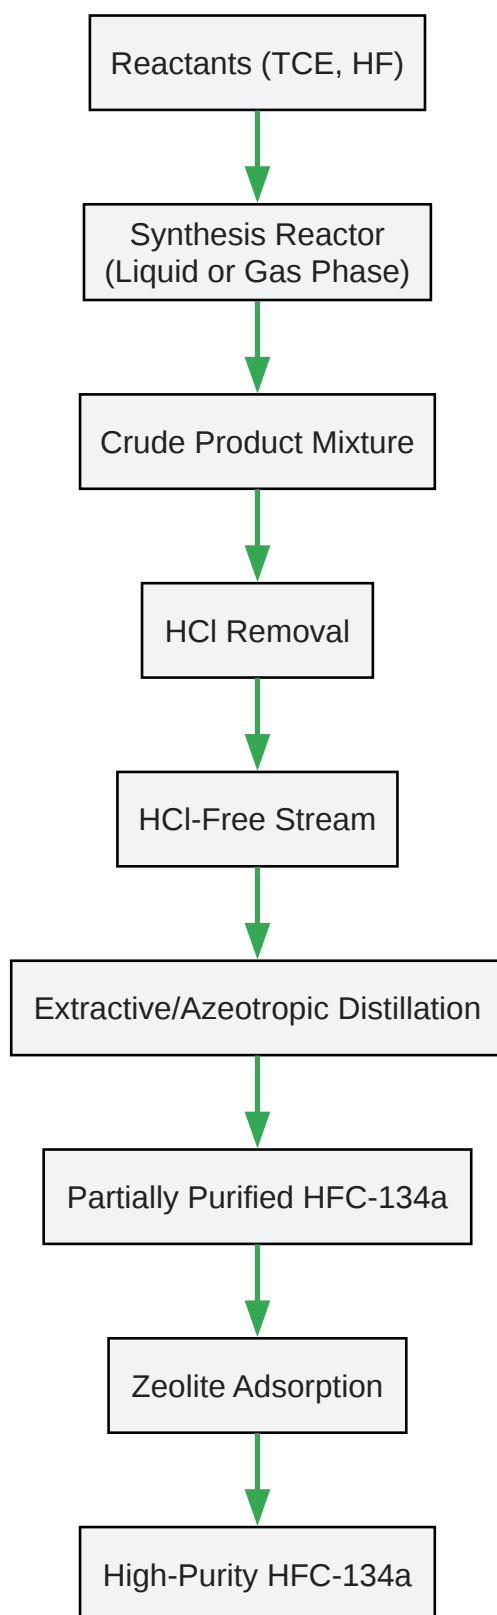 Reactants (TCE, HF)
Synthesis Reactor
(Liquid or Gas Phase)
Crude Product Mixture
HCl Removal
HCl-Free Stream
Extractive/Azeotropic Distillation
Partially Purified HFC-134a
Zeolite Adsorption
High-Purity HFC-134a